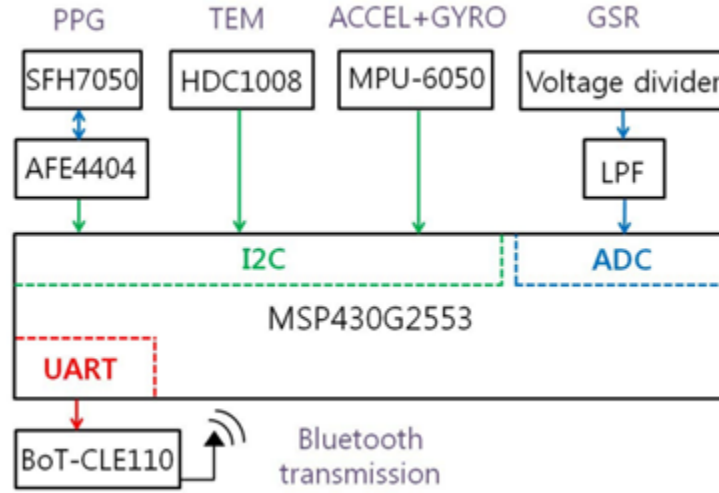 PPG TEM ACCEL+GYRO GSR
SFH7050 HDC1008 MPU-6050 Voltage divider
AFE4404 LPF
I2C ADC
MSP430G2553
UART
BoT-CLE110 Bluetooth
transmission